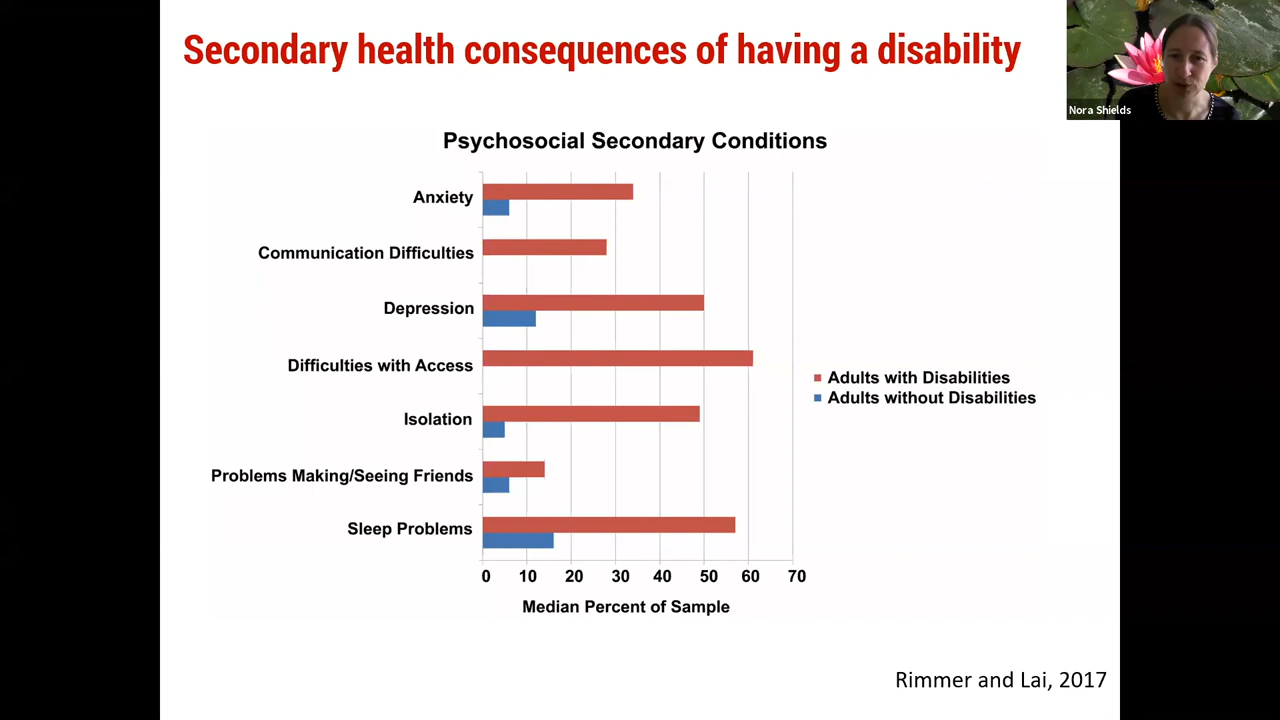 Secondary health consequences of having a disability
Nora Shields
Psychosocial Secondary Conditions
Anxiety
Communication Difficulties
Depression
Difficulties with Access
Isolation
Problems Making/Seeing Friends
Sleep Problems
Adults with Disabilities
Adults without Disabilities
0 10 20 30 40 50 60 70
Median Percent of Sample
Rimmer and Lai, 2017